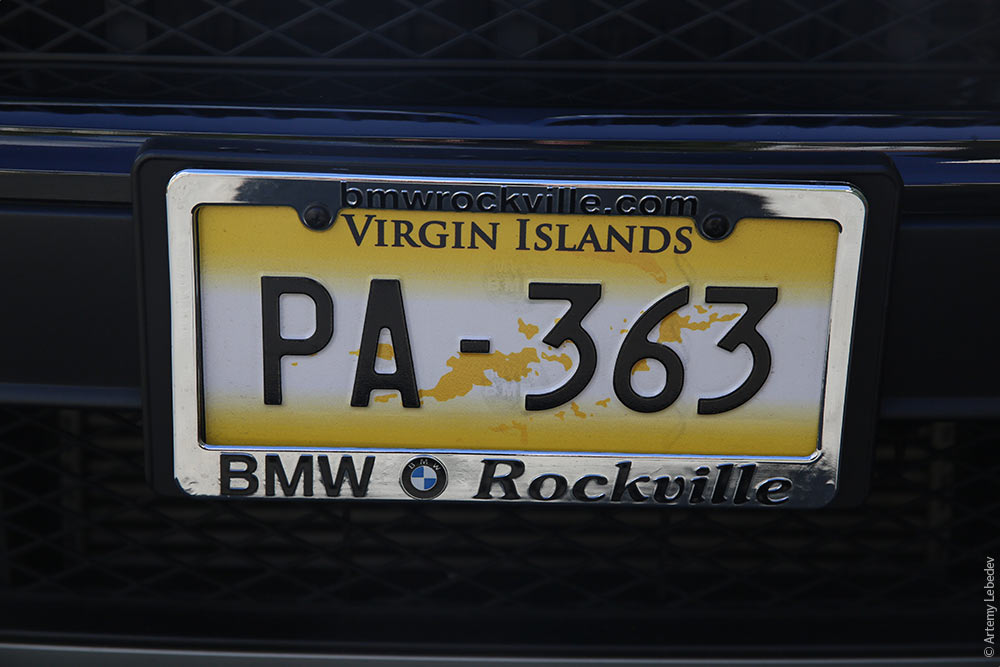 bmwrockville.com
VIRGIN ISLANDS
PA-363
BMW BMW Rockville
© Artemy Lebedev